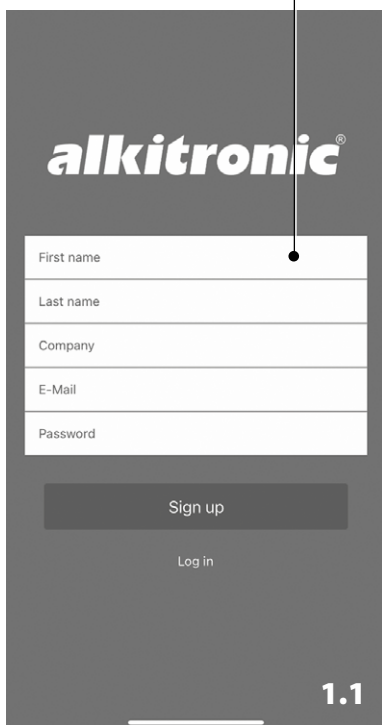 alkitronic®
First name
Last name
Company
E-Mail
Password
Sign up
Log in
1.1